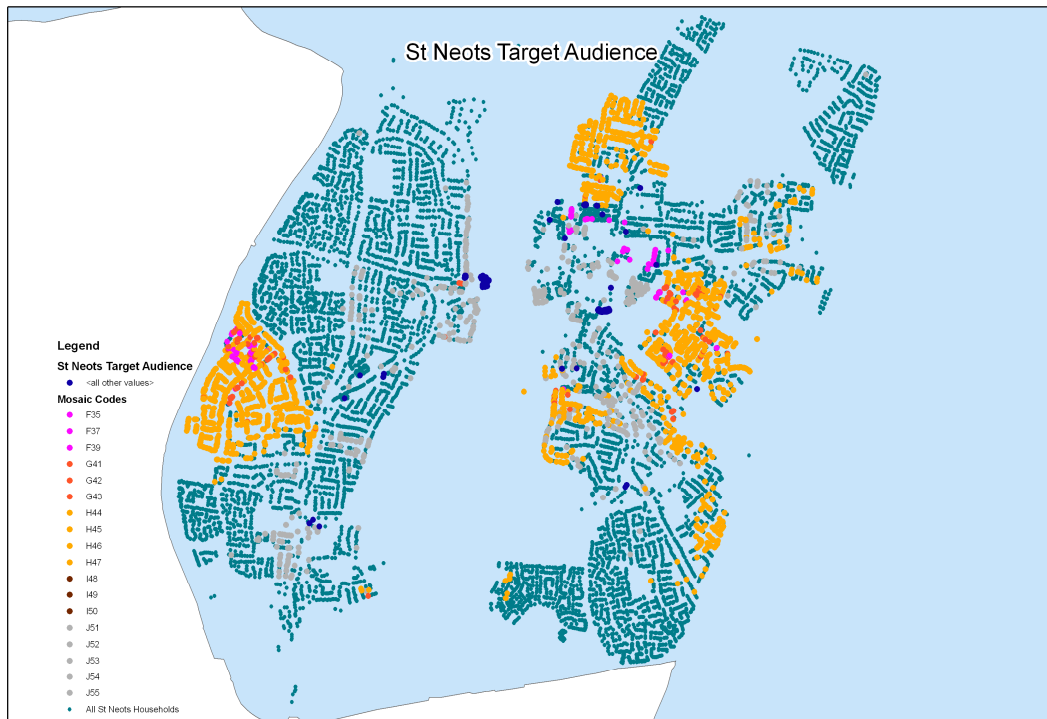 St Neots Target Audience
Legend
St Neots Target Audience
<all other values>
Mosaic Codes
F35
F37
F39
G41
G42
G43
H44
H45
H46
H47
I48
I49
I50
J51
J52
J53
J54
J55
All St Neots Households